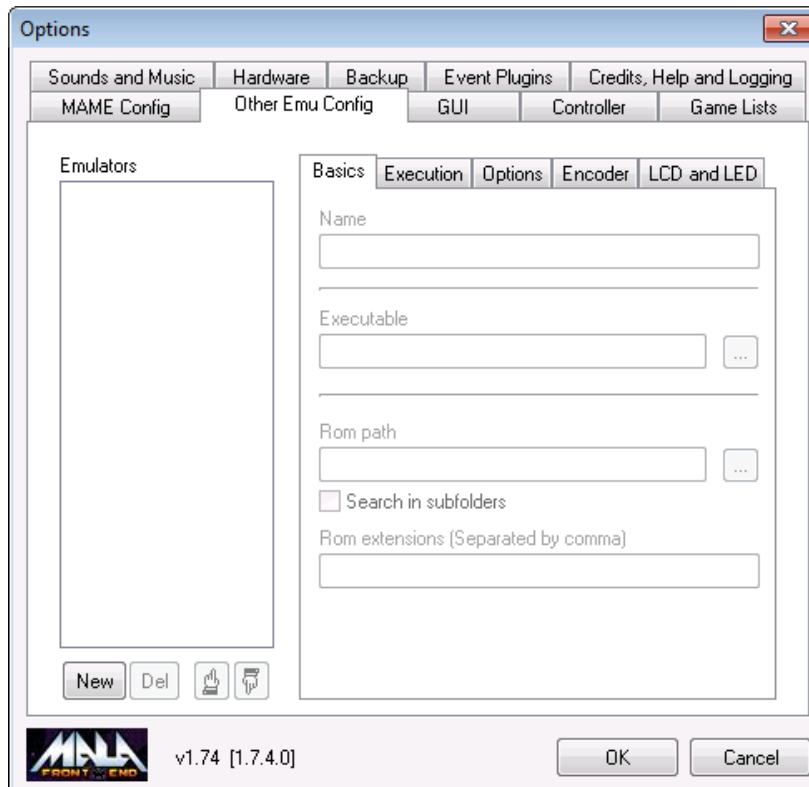 Options
Sounds and Music Hardware Backup Event Plugins Credits, Help and Logging
MAME Config Other Emu Config GUI Controller Game Lists
Emulators
Basics Execution Options Encoder LCD and LED
Name
Executable
...
Rom path
...
Search in subfolders
Rom extensions (Separated by comma)
New Del
MALA
FRONT END
v1.74 [1.7.4.0]
OK Cancel